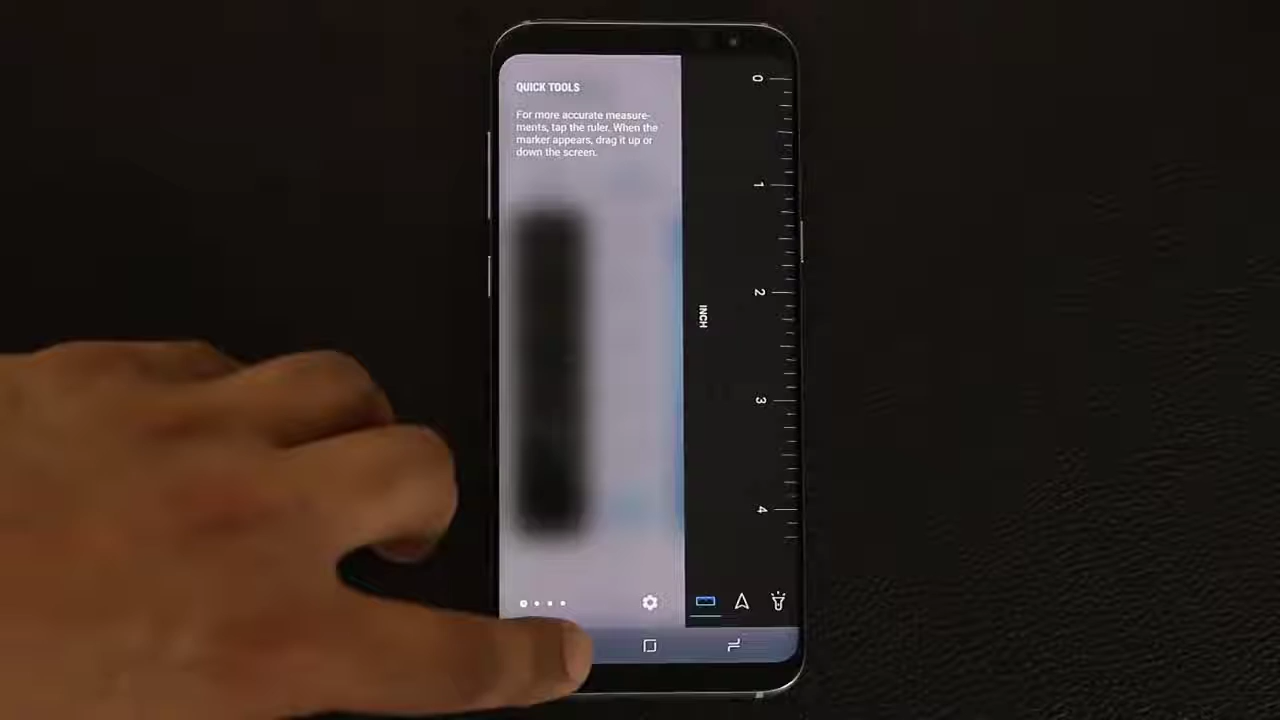 QUICK TOOLS
For more accurate measure-
ments, tap the ruler. When the
marker appears, drag it up or
down the screen.
0
1
2
INCH
3
4